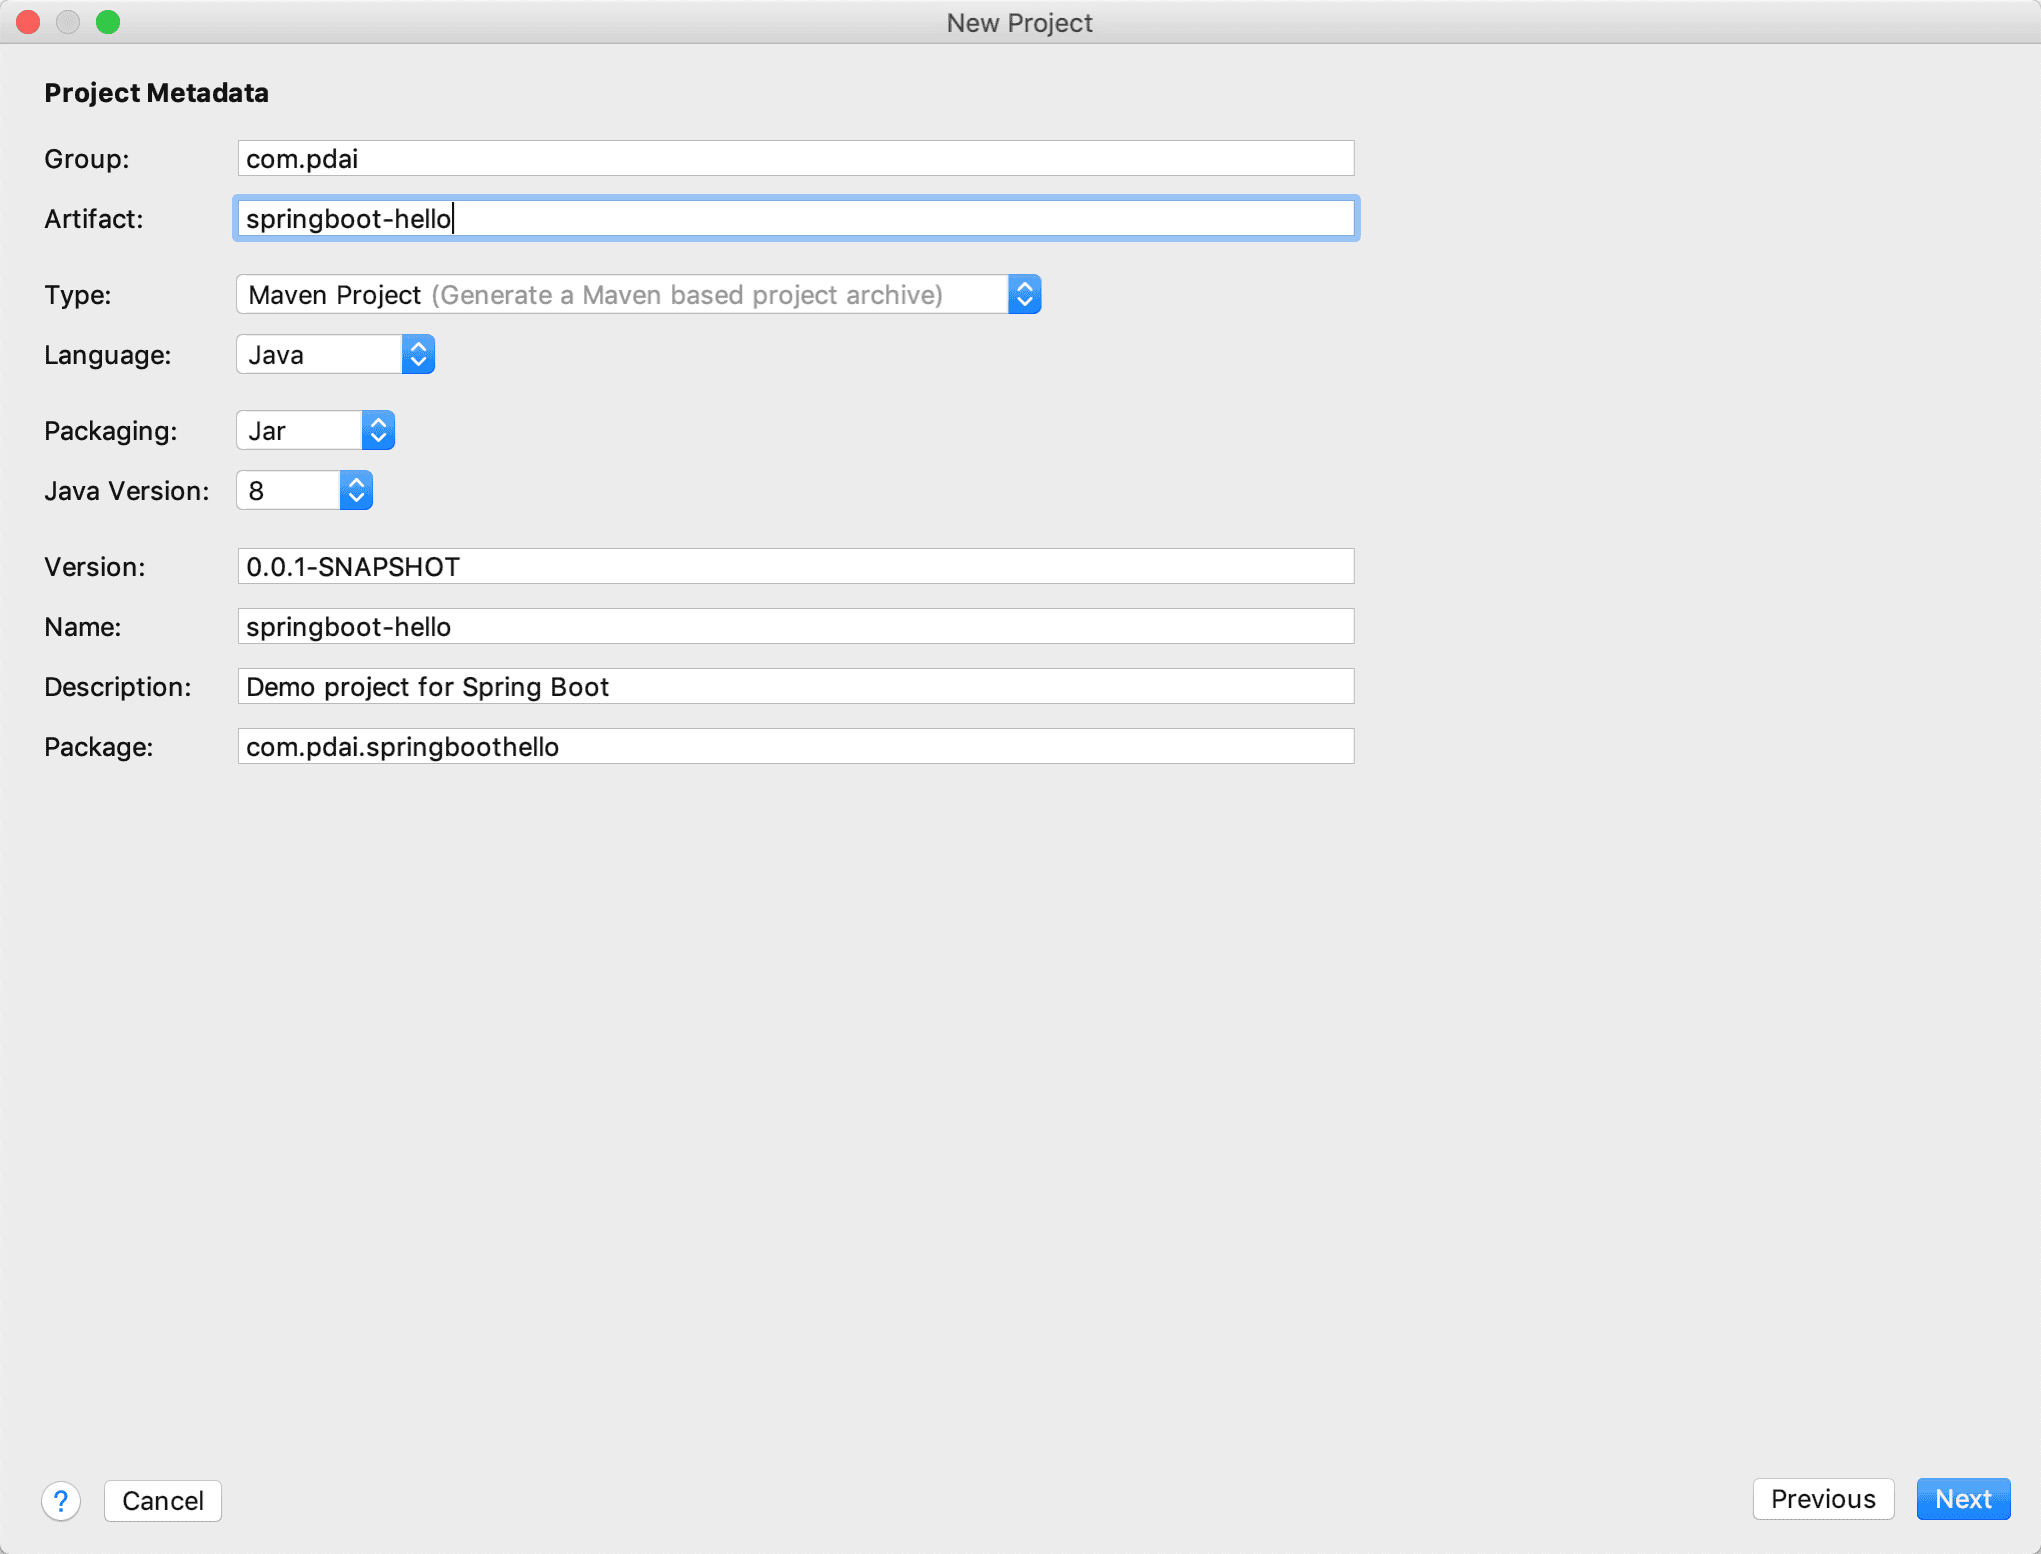 New Project
Project Metadata
Group: com.pdai
Artifact: springboot-hello
Type: Maven Project (Generate a Maven based project archive)
Language: Java
Packaging: Jar
Java Version: 8
Version: 0.0.1-SNAPSHOT
Name: springboot-hello
Description: Demo project for Spring Boot
Package: com.pdai.springboothello
? Cancel Previous Next